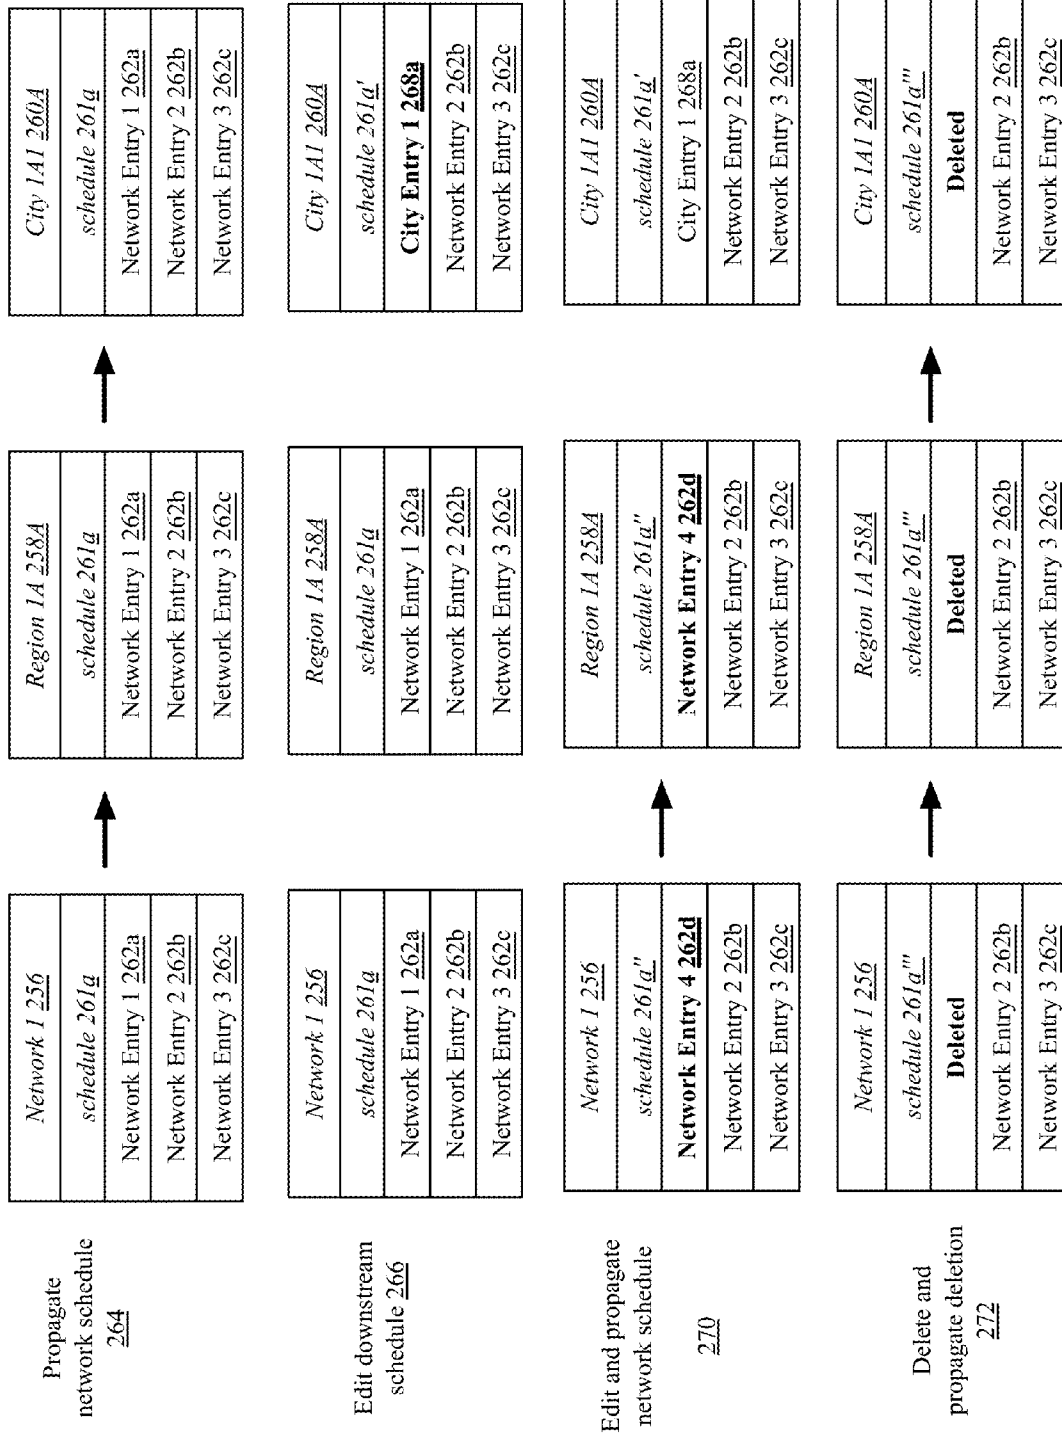 Propagate
network schedule
264
Network 1 256
schedule 261a
Network Entry 1 262a
Network Entry 2 262b
Network Entry 3 262c
Region 1A 258A
schedule 261a
Network Entry 1 262a
Network Entry 2 262b
Network Entry 3 262c
City 1A1 260A
schedule 261a
Network Entry 1 262a
Network Entry 2 262b
Network Entry 3 262c
Edit downstream
schedule 266
Network 1 256
schedule 261a
Network Entry 1 262a
Network Entry 2 262b
Network Entry 3 262c
Region 1A 258A
schedule 261a
Network Entry 1 262a
Network Entry 2 262b
Network Entry 3 262c
City 1A1 260A
schedule 261a'
City Entry 1 268a
Network Entry 2 262b
Network Entry 3 262c
Edit and propagate
network schedule
270
Network 1 256
schedule 261a''
Network Entry 4 262d
Network Entry 2 262b
Network Entry 3 262c
Region 1A 258A
schedule 261a''
Network Entry 4 262d
Network Entry 2 262b
Network Entry 3 262c
City 1A1 260A
schedule 261a'
City Entry 1 268a
Network Entry 2 262b
Network Entry 3 262c
Delete and
propagate deletion
272
Network 1 256
schedule 261a'''
Deleted
Network Entry 2 262b
Network Entry 3 262c
Region 1A 258A
schedule 261a'''
Deleted
Network Entry 2 262b
Network Entry 3 262c
City 1A1 260A
schedule 261a'''
Deleted
Network Entry 2 262b
Network Entry 3 262c